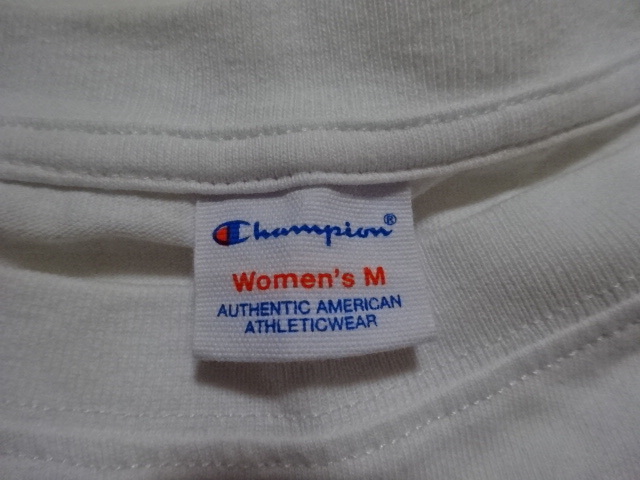 Champion®
Women's M
AUTHENTIC AMERICAN
ATHLETICWEAR